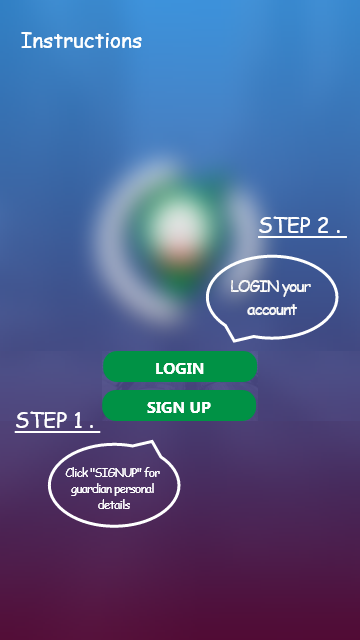 Instructions
STEP 2 .
LOGIN your
account
LOGIN
SIGN UP
STEP 1 .
Click "SIGNUP" for
guardian personal
details